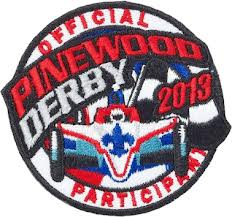 OFFICIAL
PINEWOOD
DERBY
2013
PARTICIPANT